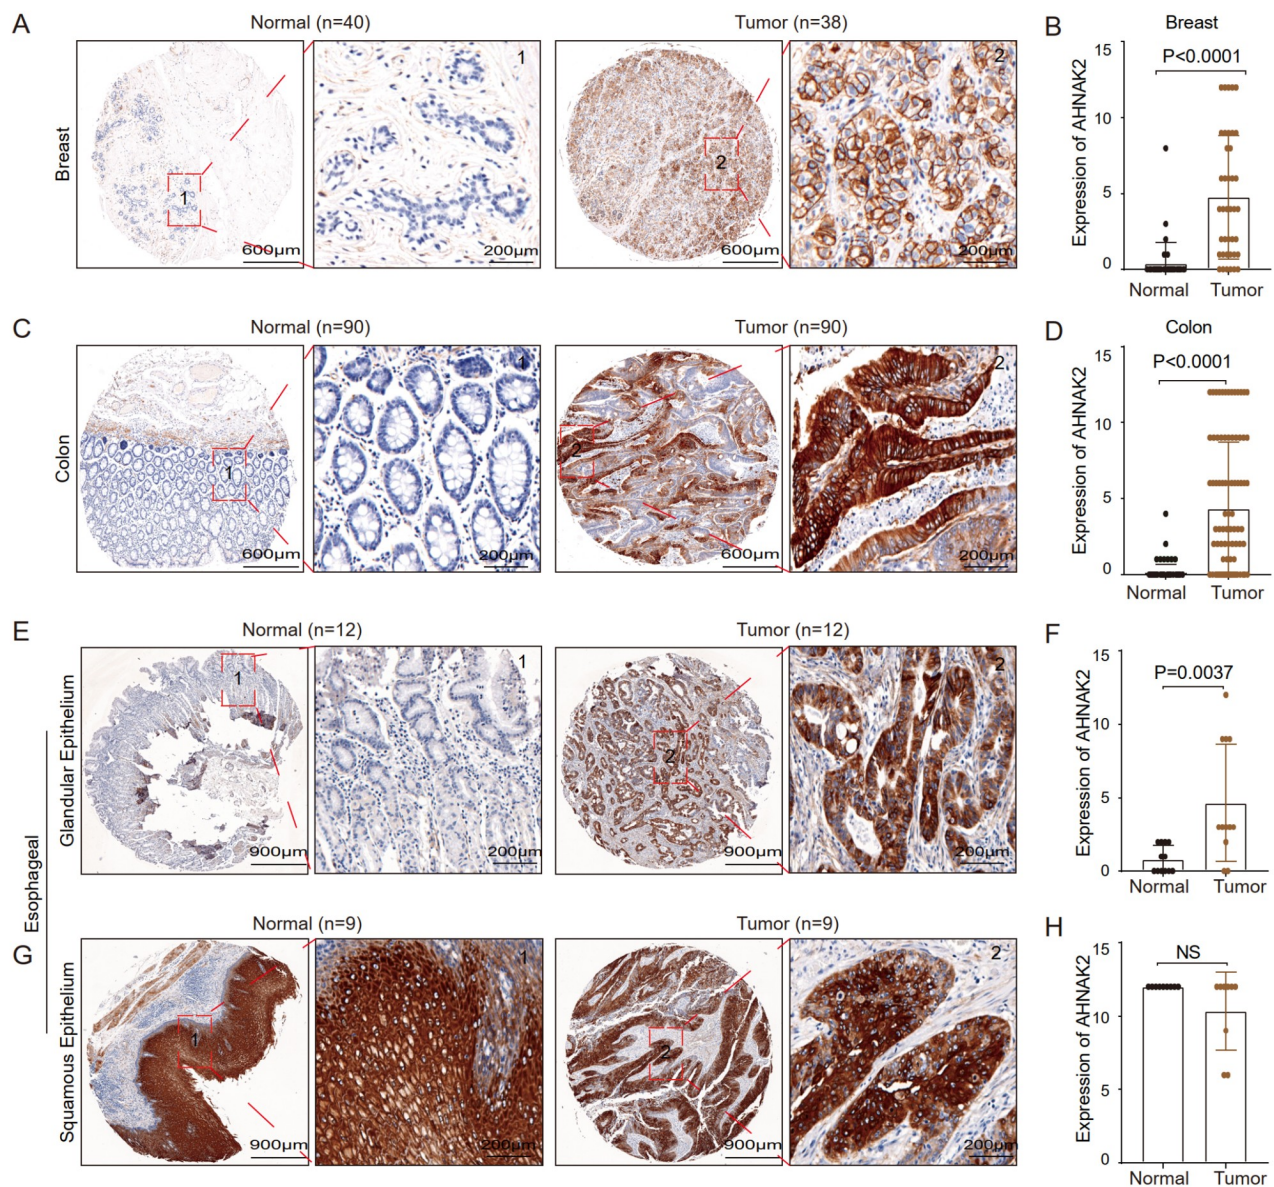 A
Normal (n=40)
Tumor (n=38)
Breast
1
1
600μm
200μm
2
2
600μm
200μm
B
Breast
P<0.0001
Expression of AHNAK2
15
10
5
0
Normal
Tumor
C
Normal (n=90)
Tumor (n=90)
Colon
1
1
600μm
200μm
2
2
600μm
200μm
D
Colon
P<0.0001
Expression of AHNAK2
15
10
5
0
Normal
Tumor
Esophageal
E
Normal (n=12)
Tumor (n=12)
Glandular Epithelium
1
1
900μm
200μm
2
2
900μm
200μm
F
P=0.0037
Expression of AHNAK2
15
10
5
0
Normal
Tumor
G
Normal (n=9)
Tumor (n=9)
Squamous Epithelium
1
1
900μm
200μm
2
2
900μm
200μm
H
NS
Expression of AHNAK2
15
10
5
0
Normal
Tumor